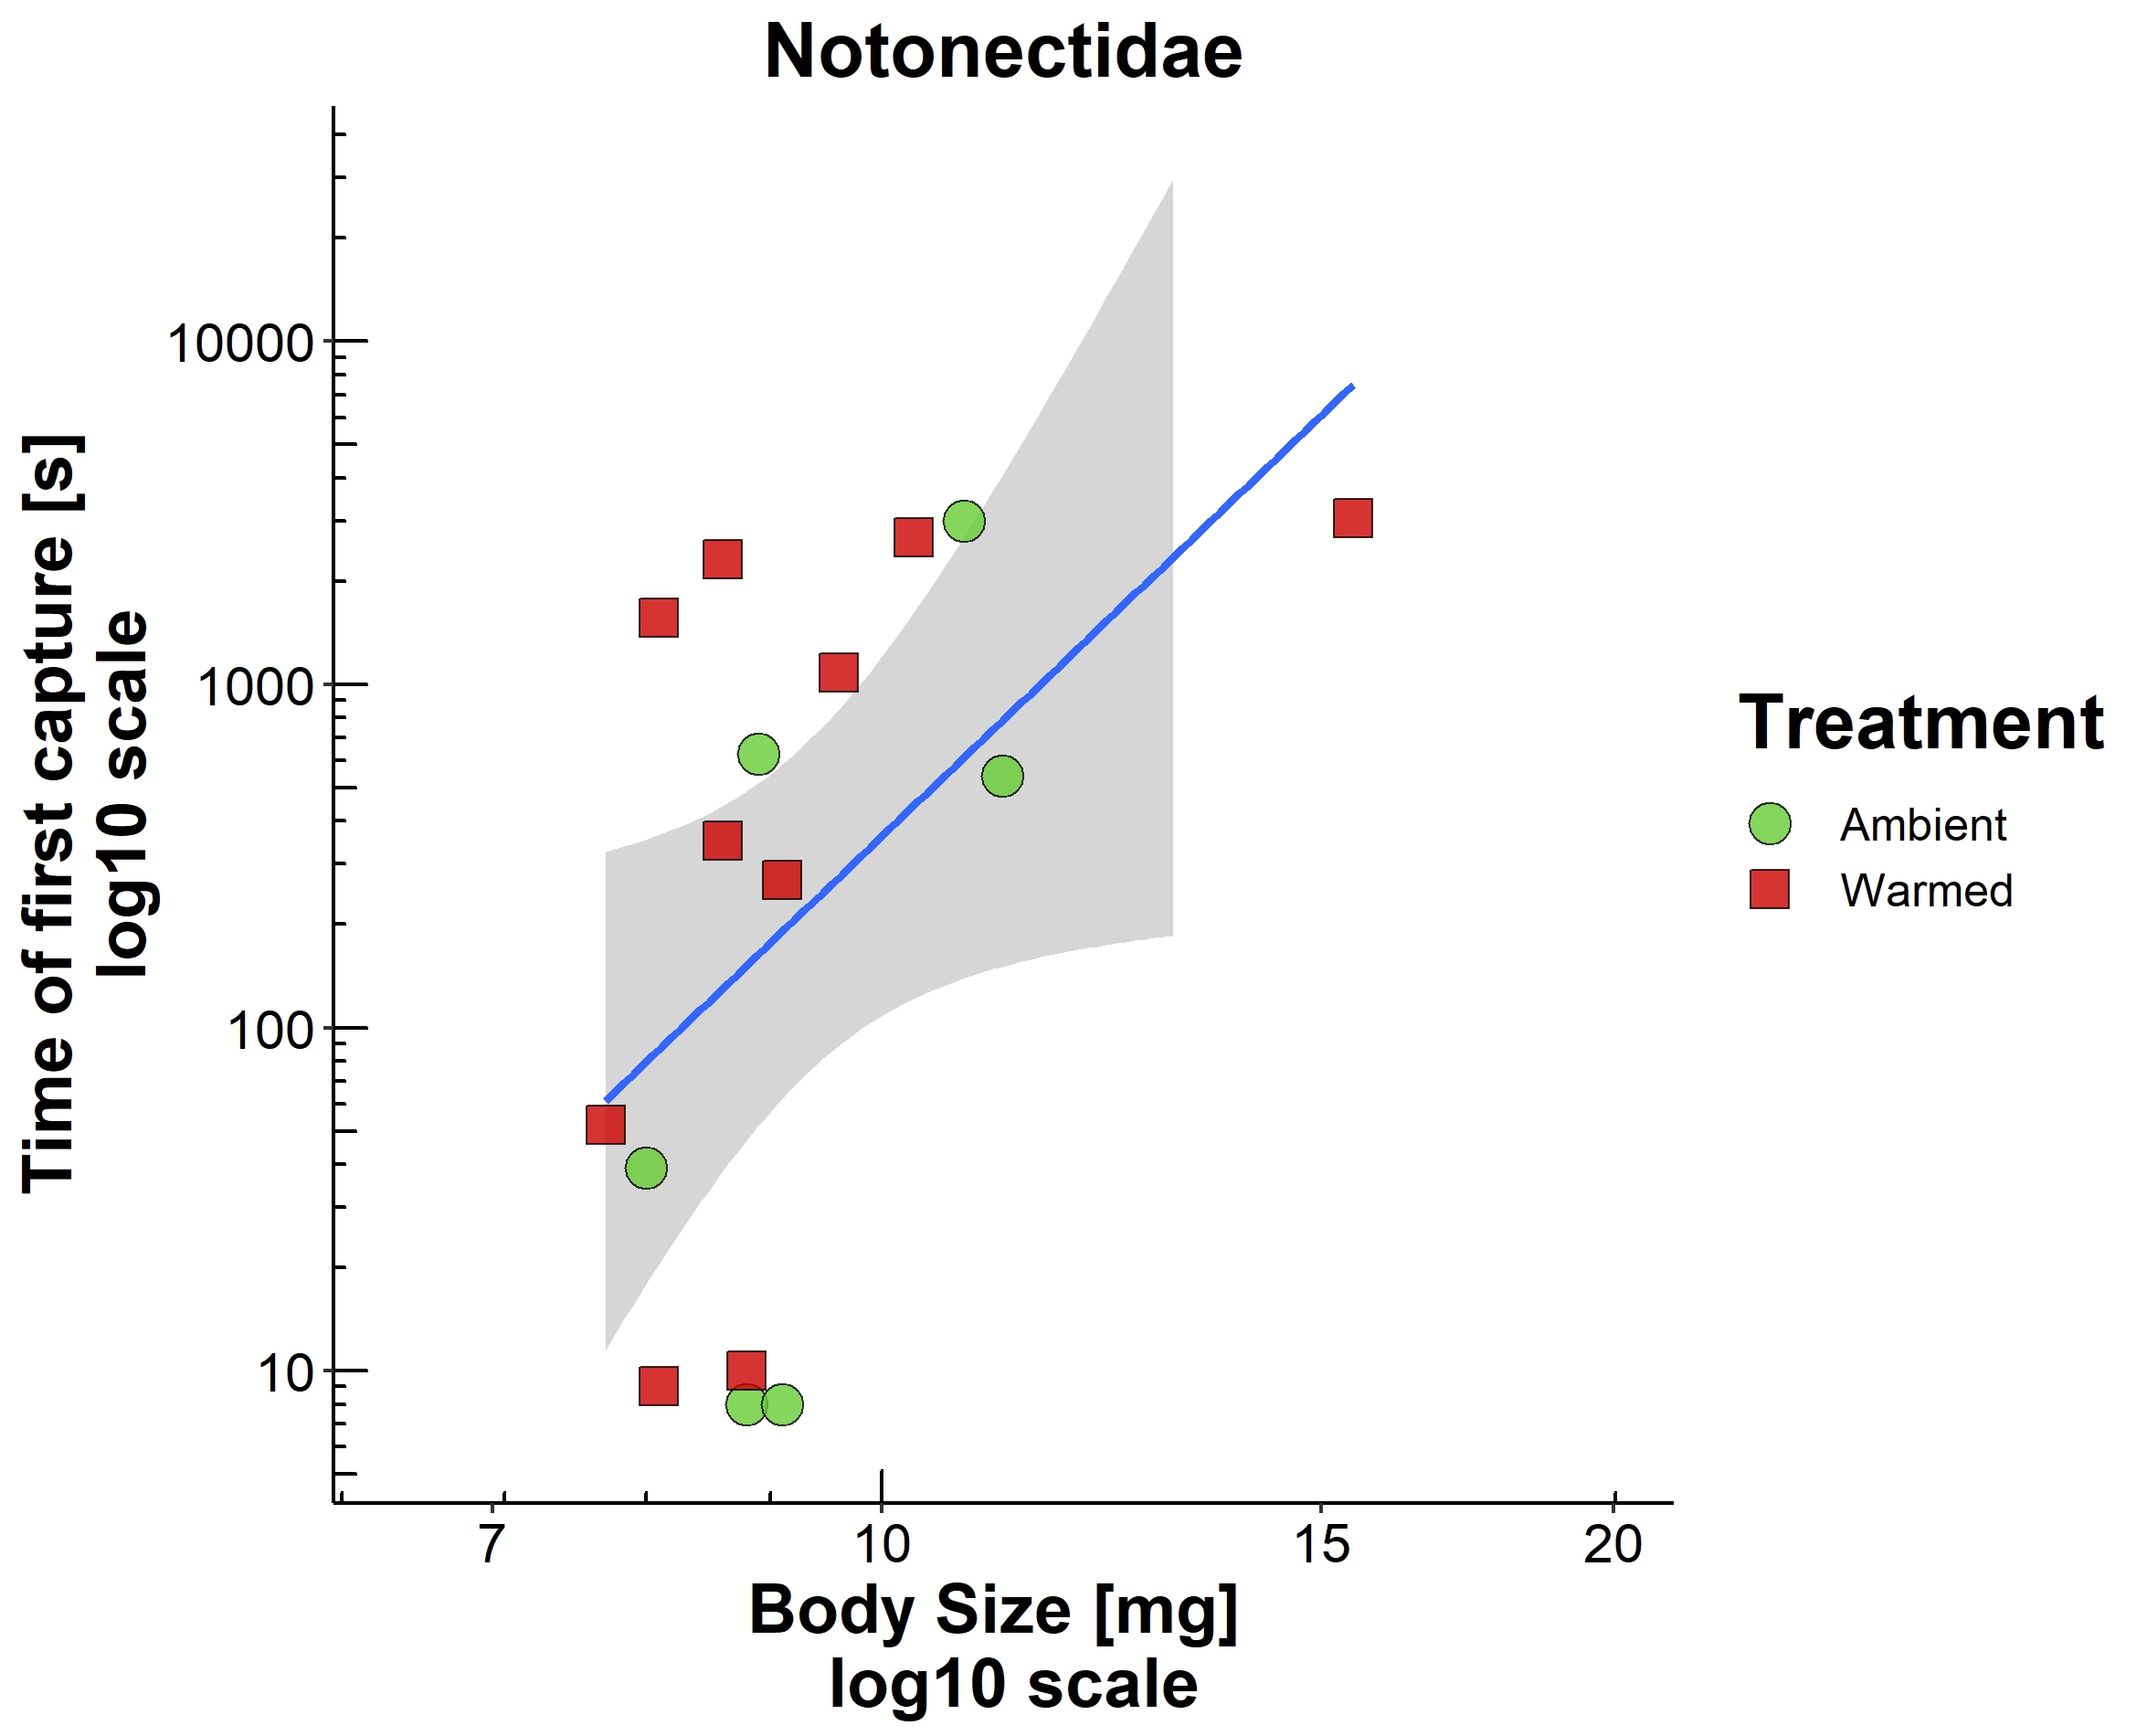 Notonectidae
Time of first capture [s]
log10 scale
10000
1000
100
10
7
10
15
20
Body Size [mg]
log10 scale
Treatment
Ambient
Warmed